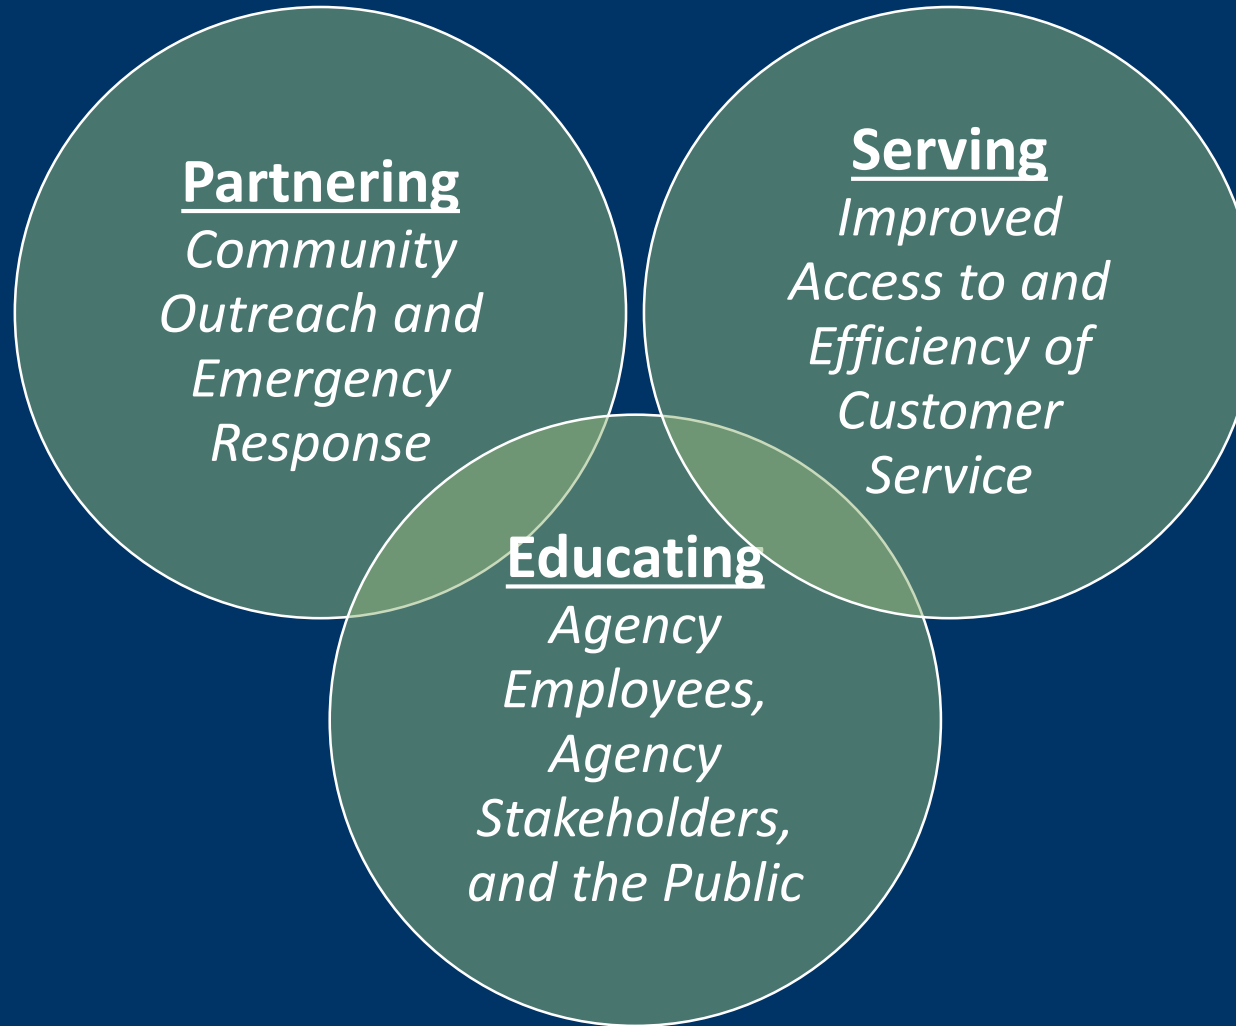 Partnering
Community
Outreach and
Emergency
Response
Serving
Improved
Access to and
Efficiency of
Customer
Service
Educating
Agency
Employees,
Agency
Stakeholders,
and the Public